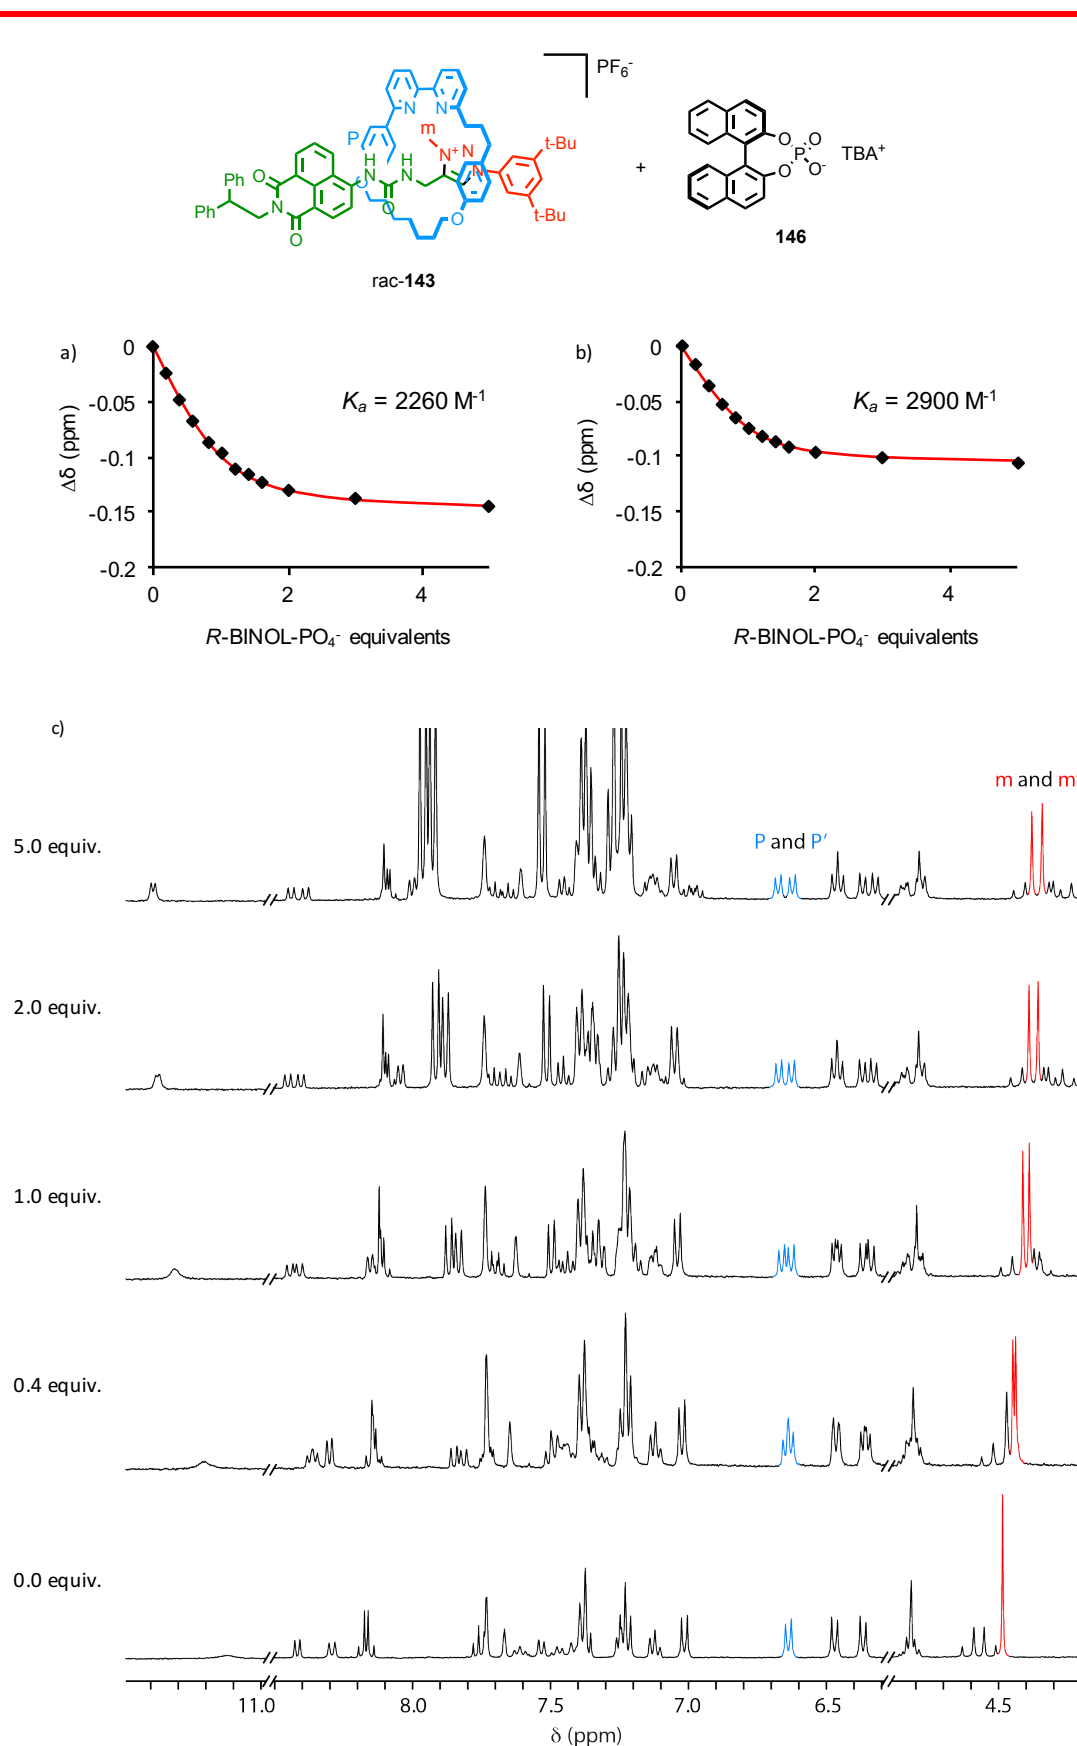 PF6-
P
N
N
m
N+
N
N
t-Bu
t-Bu
H
N
H
N
O
O
O
O
N
O
Ph
Ph
rac-143
+
O
O
P
O
O-
TBA+
146
a)
0
-0.05
-0.1
-0.15
-0.2
Δδ (ppm)
Ka = 2260 M-1
0
2
4
R-BINOL-PO4- equivalents
b)
0
-0.05
-0.1
-0.15
-0.2
Δδ (ppm)
Ka = 2900 M-1
0
2
4
R-BINOL-PO4- equivalents
c)
m and m
P and P′
5.0 equiv.
2.0 equiv.
1.0 equiv.
0.4 equiv.
0.0 equiv.
11.0
8.0
7.5
7.0
6.5
4.5
δ (ppm)